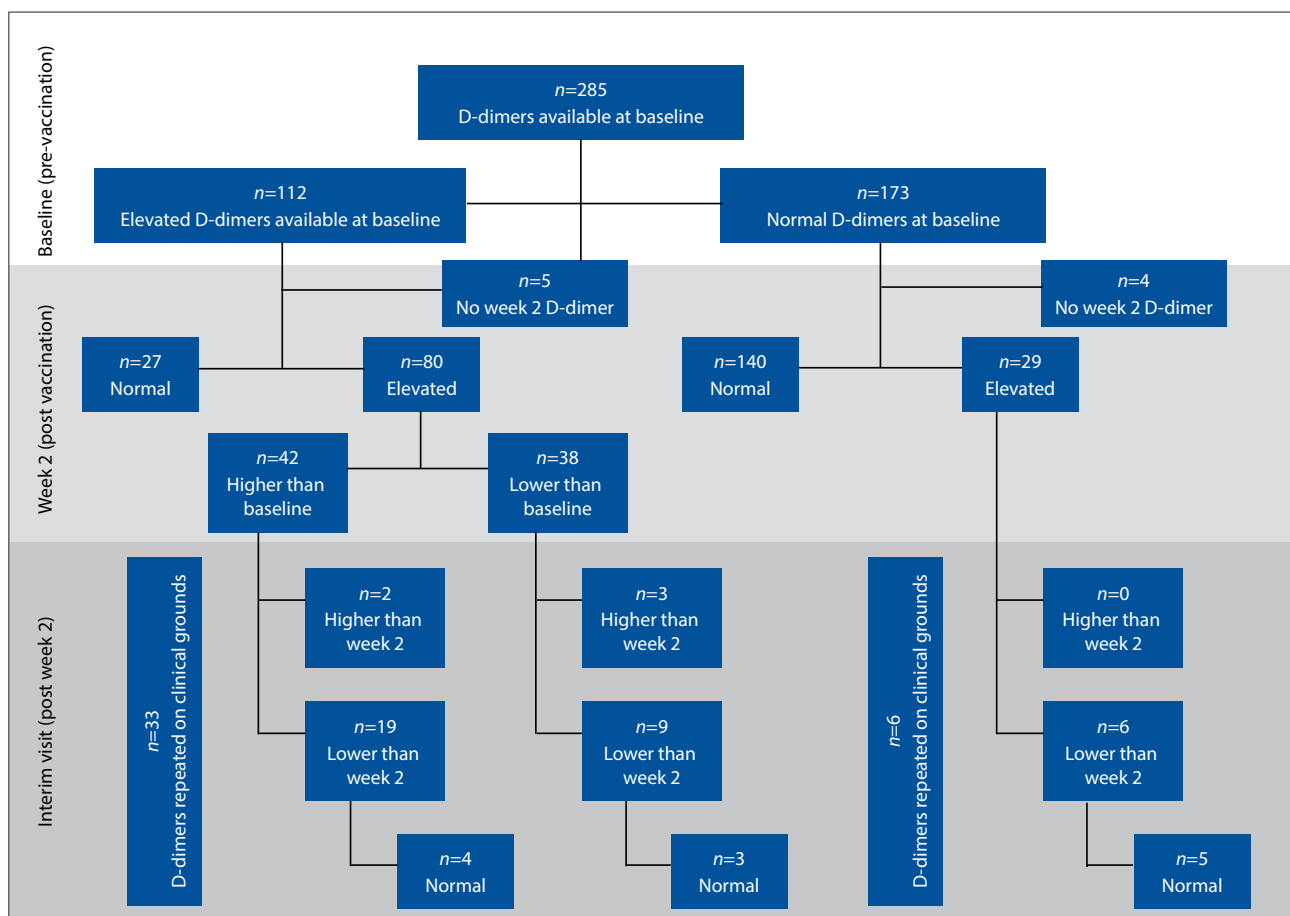 Baseline (pre-vaccination)
n=285
D-dimers available at baseline
n=112
Elevated D-dimers available at baseline
n=173
Normal D-dimers at baseline
Week 2 (post vaccination)
n=5
No week 2 D-dimer
n=4
No week 2 D-dimer
n=27
Normal
n=80
Elevated
n=140
Normal
n=29
Elevated
n=42
Higher than
baseline
n=38
Lower than
baseline
Interim visit (post week 2)
n=33
D-dimers repeated on clinical grounds
n=2
Higher than
week 2
n=3
Higher than
week 2
n=6
D-dimers repeated on clinical grounds
n=0
Higher than
week 2
n=19
Lower than
week 2
n=9
Lower than
week 2
n=6
Lower than
week 2
n=4
Normal
n=3
Normal
n=5
Normal